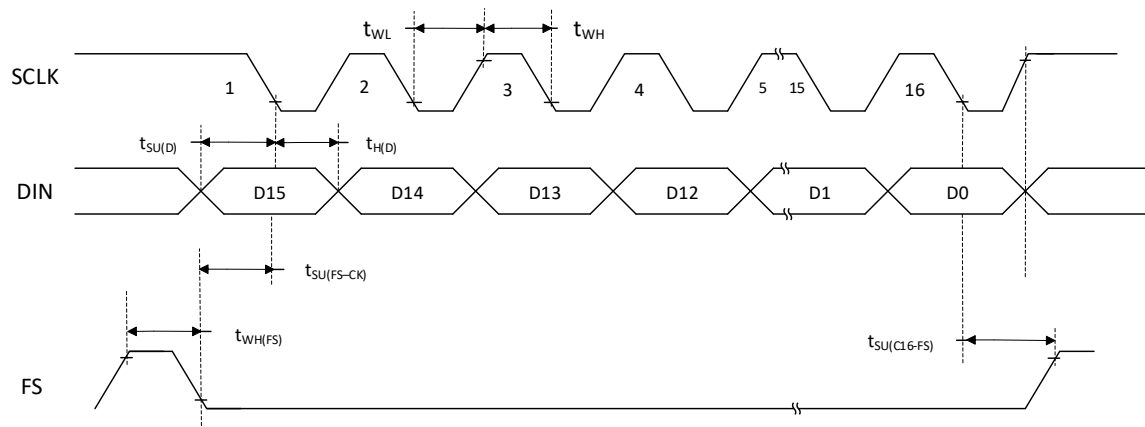 tWL tWH
SCLK 1 2 3 4 5 15 16
tSU(D) tH(D)
DIN D15 D14 D13 D12 D1 D0
tSU(FS–CK)
tWH(FS) tSU(C16-FS)
FS